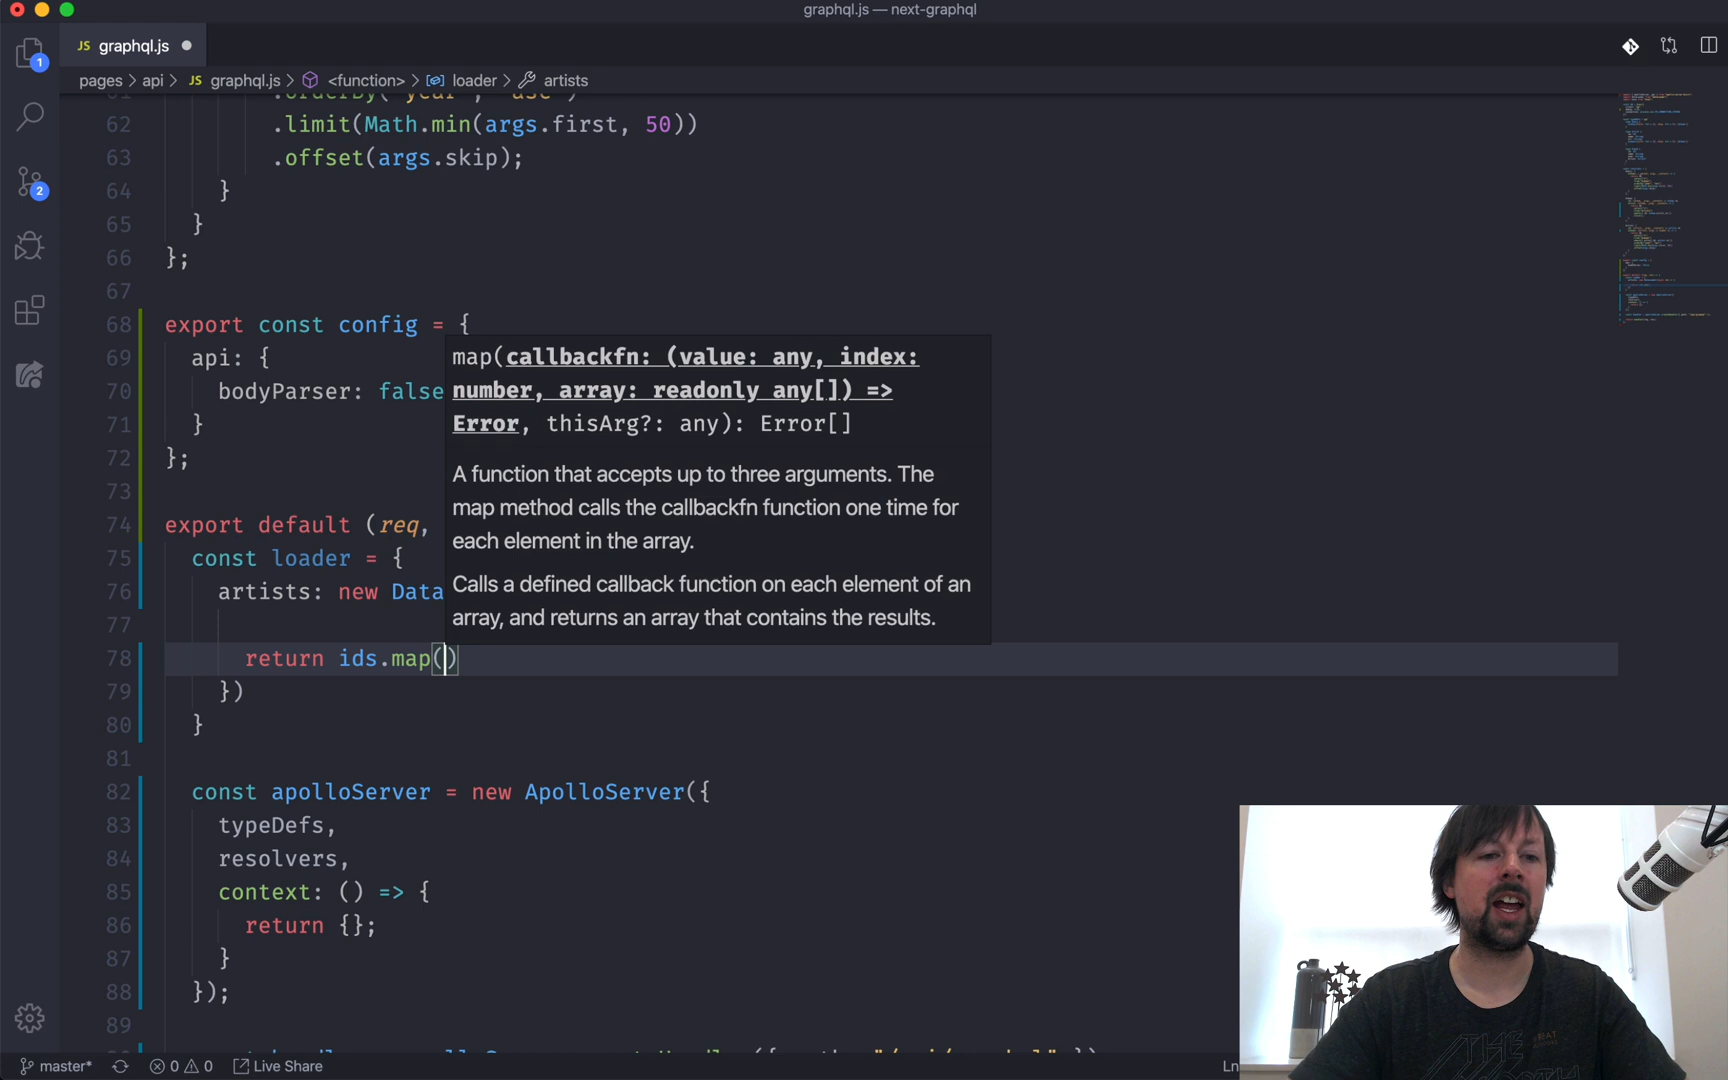 graphql.js — next-graphql
JS graphql.js
pages > api > JS graphql.js > <function> > loader > artists
1
2
62 .limit(Math.min(args.first, 50))
63 .offset(args.skip);
64 }
65 }
66 };
67
68 export const config = {
69 api: {
70 bodyParser: false
71 }
72 };
73
74 export default (req,
75 const loader = {
76 artists: new Data
77
78 return ids.map()
79 })
80 }
81
82 const apolloServer = new ApolloServer({
83 typeDefs,
84 resolvers,
85 context: () => {
86 return {};
87 }
88 });
89
map(callbackfn: (value: any, index:
number, array: readonly any[]) =>
Error, thisArg?: any): Error[]
A function that accepts up to three arguments. The
map method calls the callbackfn function one time for
each element in the array.
Calls a defined callback function on each element of an
array, and returns an array that contains the results.
master* 0 0 Live Share Ln
THE